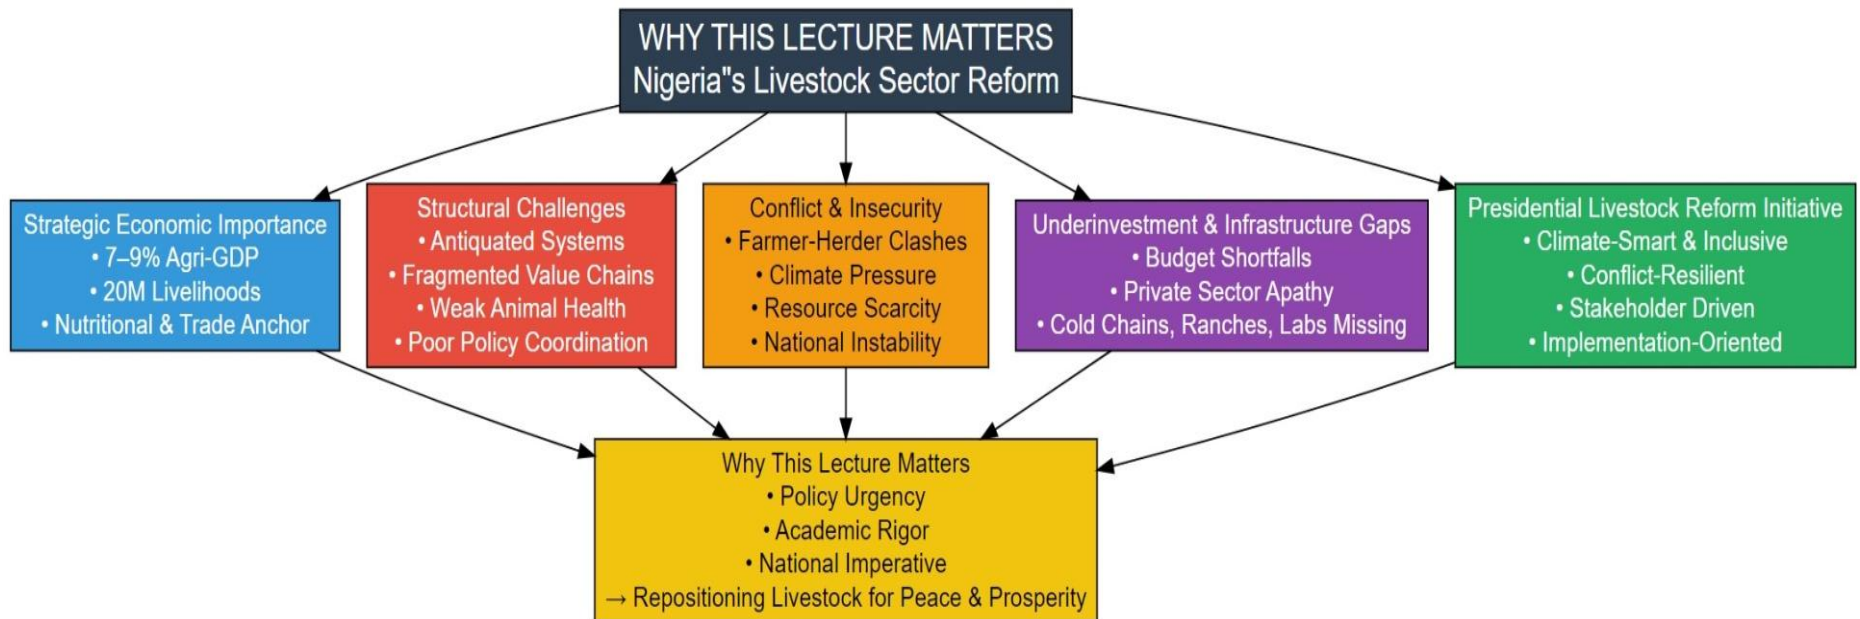 WHY THIS LECTURE MATTERS
Nigeria"s Livestock Sector Reform
Strategic Economic Importance
• 7–9% Agri-GDP
• 20M Livelihoods
• Nutritional & Trade Anchor
Structural Challenges
• Antiquated Systems
• Fragmented Value Chains
• Weak Animal Health
• Poor Policy Coordination
Conflict & Insecurity
• Farmer-Herder Clashes
• Climate Pressure
• Resource Scarcity
• National Instability
Underinvestment & Infrastructure Gaps
• Budget Shortfalls
• Private Sector Apathy
• Cold Chains, Ranches, Labs Missing
Presidential Livestock Reform Initiative
• Climate-Smart & Inclusive
• Conflict-Resilient
• Stakeholder Driven
• Implementation-Oriented
Why This Lecture Matters
• Policy Urgency
• Academic Rigor
• National Imperative
→ Repositioning Livestock for Peace & Prosperity